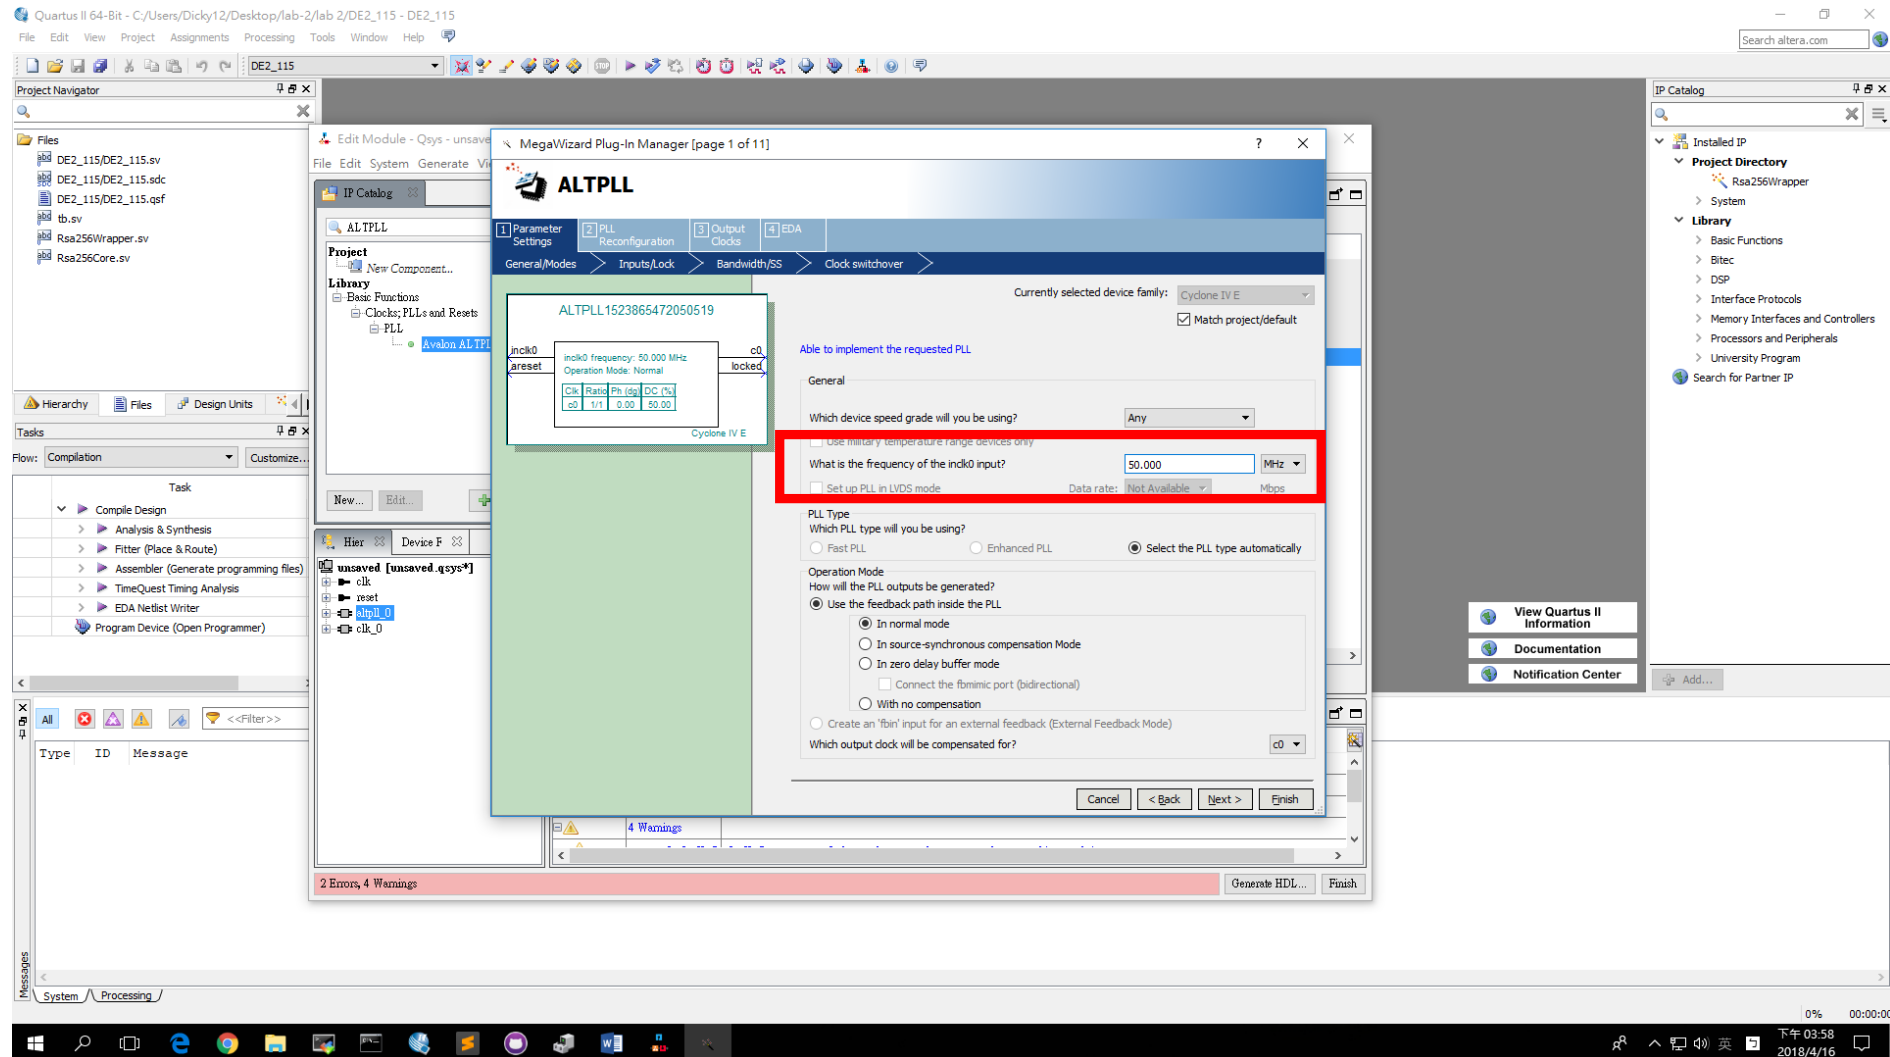 Quartus II 64-Bit - C:/Users/Dicky12/Desktop/lab-2/lab 2/DE2_115 - DE2_115
File Edit View Project Assignments Processing Tools Window Help
Search altera.com
DE2_115
Project Navigator
Files
DE2_115/DE2_115.sv
DE2_115/DE2_115.sdc
DE2_115/DE2_115.qsf
tb.sv
Rsa256Wrapper.sv
Rsa256Core.sv
Hierarchy Files Design Units
Tasks
Flow: Compilation Customize...
Task
Compile Design
Analysis & Synthesis
Fitter (Place & Route)
Assembler (Generate programming files)
TimeQuest Timing Analysis
EDA Netlist Writer
Program Device (Open Programmer)
Edit Module - Qsys - unsave
File Edit System Generate Vi
IP Catalog
ALTPLL
Project
New Component...
Library
Basic Functions
Clocks; PLLs and Resets
PLL
Avalon ALTPL
New... Edit...
Hier Device F
unsaved [unsaved.qsys*]
clk
reset
altpll_0
clk_0
4 Warnings
2 Errors, 4 Warnings
Generate HDL... Finish
MegaWizard Plug-In Manager [page 1 of 11]
?
ALTPLL
1 Parameter Settings
2 PLL Reconfiguration
3 Output Clocks
4 EDA
General/Modes Inputs/Lock Bandwidth/SS Clock switchover
ALTPLL1523865472050519
inclk0 c0
areset locked
inclk0 frequency: 50.000 MHz
Operation Mode: Normal
Clk Ratio Ph (dg) DC (%)
c0 1/1 0.00 50.00
Cyclone IV E
Currently selected device family: Cyclone IV E
Match project/default
Able to implement the requested PLL
General
Which device speed grade will you be using? Any
Use military temperature range devices only
What is the frequency of the inclk0 input? 50.000 MHz
Set up PLL in LVDS mode Data rate: Not Available Mbps
PLL Type
Which PLL type will you be using?
Fast PLL Enhanced PLL Select the PLL type automatically
Operation Mode
How will the PLL outputs be generated?
Use the feedback path inside the PLL
In normal mode
In source-synchronous compensation Mode
In zero delay buffer mode
Connect the fbmimic port (bidirectional)
With no compensation
Create an 'fbin' input for an external feedback (External Feedback Mode)
Which output clock will be compensated for? c0
Cancel < Back Next > Finish
IP Catalog
Installed IP
Project Directory
Rsa256Wrapper
System
Library
Basic Functions
Bitec
DSP
Interface Protocols
Memory Interfaces and Controllers
Processors and Peripherals
University Program
Search for Partner IP
Add...
View Quartus II Information
Documentation
Notification Center
All <<Filter>>
Type ID Message
Messages
System Processing
0% 00:00:00
英
下午 03:58
2018/4/16